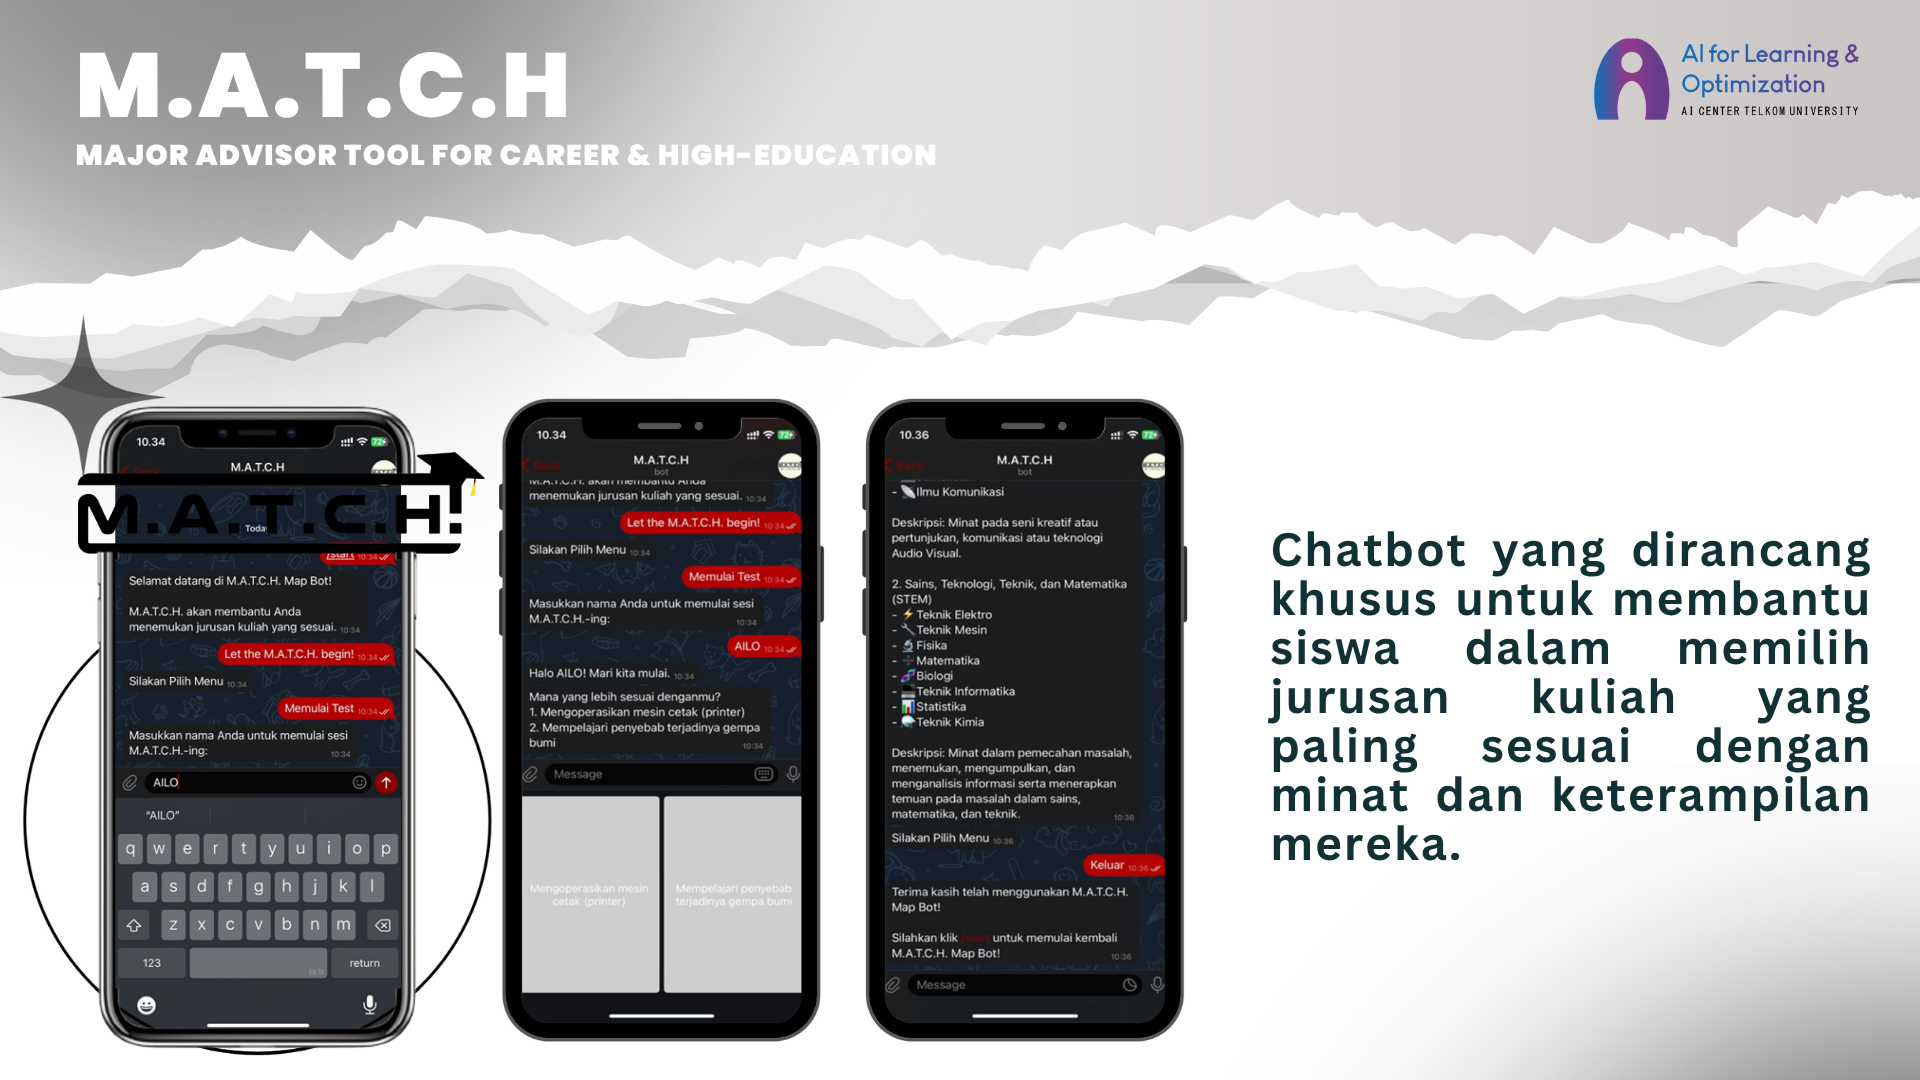 M.A.T.C.H
MAJOR ADVISOR TOOL FOR CAREER & HIGH-EDUCATION
AI for Learning &
Optimization
AI CENTER TELKOM UNIVERSITY
10.34
Back
M.A.T.C.H
M.A.T.C.H!
Today
/start 10:34
Selamat datang di M.A.T.C.H. Map Bot!
M.A.T.C.H. akan membantu Anda
menemukan jurusan kuliah yang sesuai. 10:34
Let the M.A.T.C.H. begin! 10:34
Silakan Pilih Menu 10:34
Memulai Test 10:34
Masukkan nama Anda untuk memulai sesi
M.A.T.C.H.-ing: 10:34
AILO
“AILO”
q w e r t y u i o p
a s d f g h j k l
z x c v b n m
123 return
10.34
Back
M.A.T.C.H
bot
M.A.T.C.H. akan membantu Anda
menemukan jurusan kuliah yang sesuai. 10:34
Let the M.A.T.C.H. begin! 10:34
Silakan Pilih Menu 10:34
Memulai Test 10:34
Masukkan nama Anda untuk memulai sesi
M.A.T.C.H.-ing: 10:34
AILO 10:34
Halo AILO! Mari kita mulai. 10:34
Mana yang lebih sesuai denganmu?
1. Mengoperasikan mesin cetak (printer)
2. Mempelajari penyebab terjadinya gempa
bumi 10:34
Message
Mengoperasikan mesin
cetak (printer)
Mempelajari penyebab
terjadinya gempa bumi
10.36
Back
M.A.T.C.H
bot
- Ilmu Komunikasi
Deskripsi: Minat pada seni kreatif atau
pertunjukan, komunikasi atau teknologi
Audio Visual.
2. Sains, Teknologi, Teknik, dan Matematika
(STEM)
- ⚡Teknik Elektro
- 🔧Teknik Mesin
- 🔬Fisika
- ➗Matematika
- 🧬Biologi
- Teknik Informatika
- 📊Statistika
- Teknik Kimia
Deskripsi: Minat dalam pemecahan masalah,
menemukan, mengumpulkan, dan
menganalisis informasi serta menerapkan
temuan pada masalah dalam sains,
matematika, dan teknik. 10:36
Silakan Pilih Menu 10:36
Keluar 10:36
Terima kasih telah menggunakan M.A.T.C.H.
Map Bot!
Silahkan klik /start untuk memulai kembali
M.A.T.C.H. Map Bot! 10:36
Message
Chatbot yang dirancang
khusus untuk membantu
siswa dalam memilih
jurusan kuliah yang
paling sesuai dengan
minat dan keterampilan
mereka.